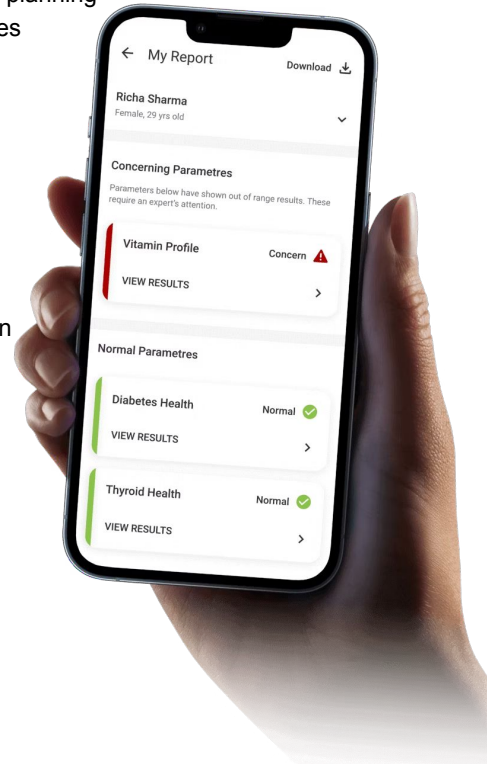 planning
es
n
My Report
Download
Richa Sharma
Female, 29 yrs old
Concerning Parametres
Parameters below have shown out of range results. These
require an expert's attention.
Vitamin Profile
Concern
VIEW RESULTS
Normal Parametres
Diabetes Health
Normal
VIEW RESULTS
Thyroid Health
Normal
VIEW RESULTS